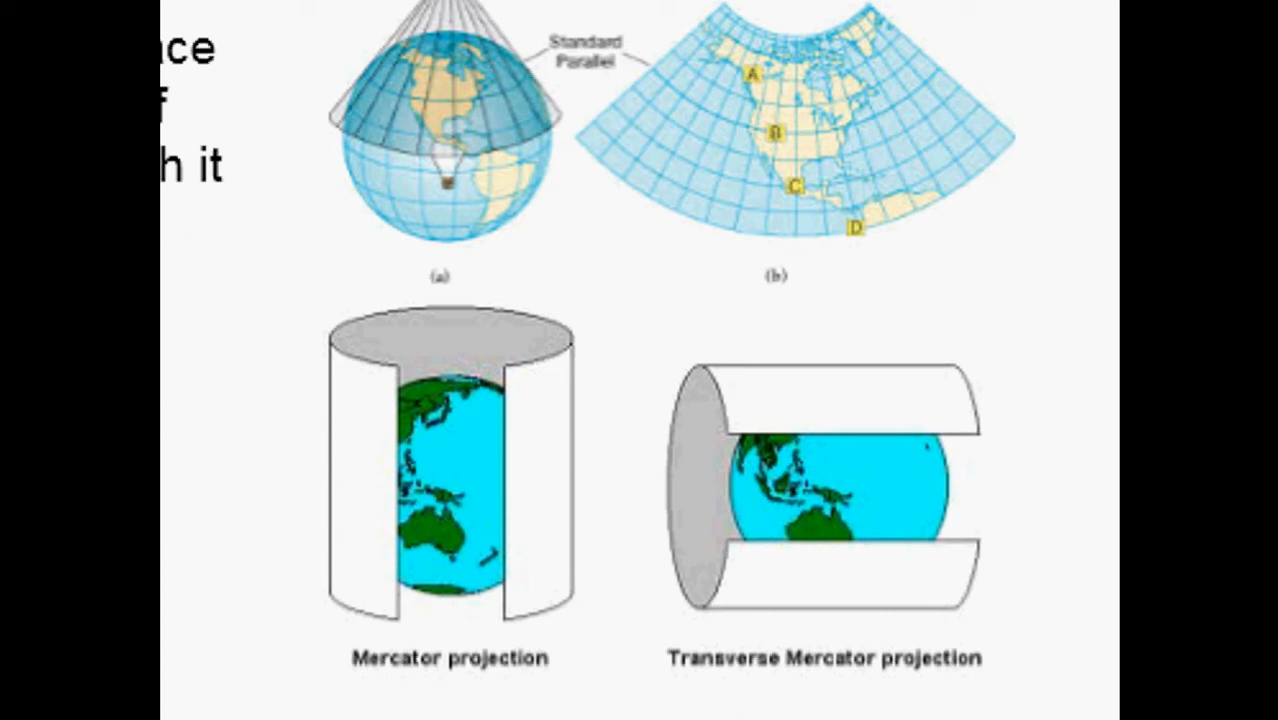 ace
f
h it
Standard
Parallel
A
B
C
D
(a)
(b)
Mercator projection
Transverse Mercator projection